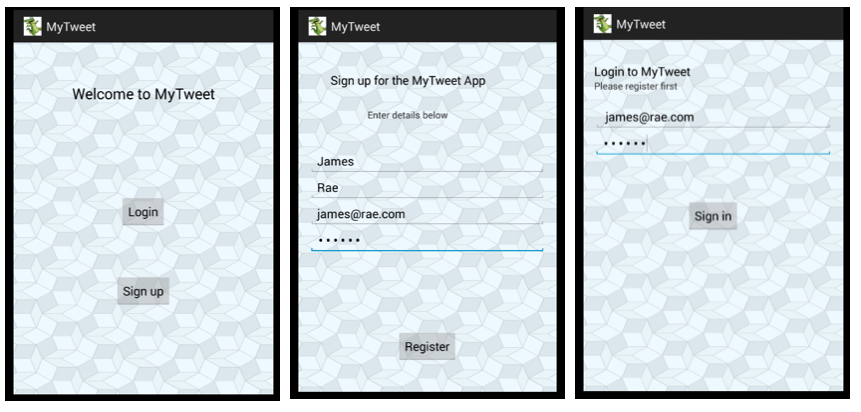 MyTweet
Welcome to MyTweet
Login
Sign up
MyTweet
Sign up for the MyTweet App
Enter details below
James
Rae
james@rae.com
••••••
Register
MyTweet
Login to MyTweet
Please register first
james@rae.com
••••••
Sign in